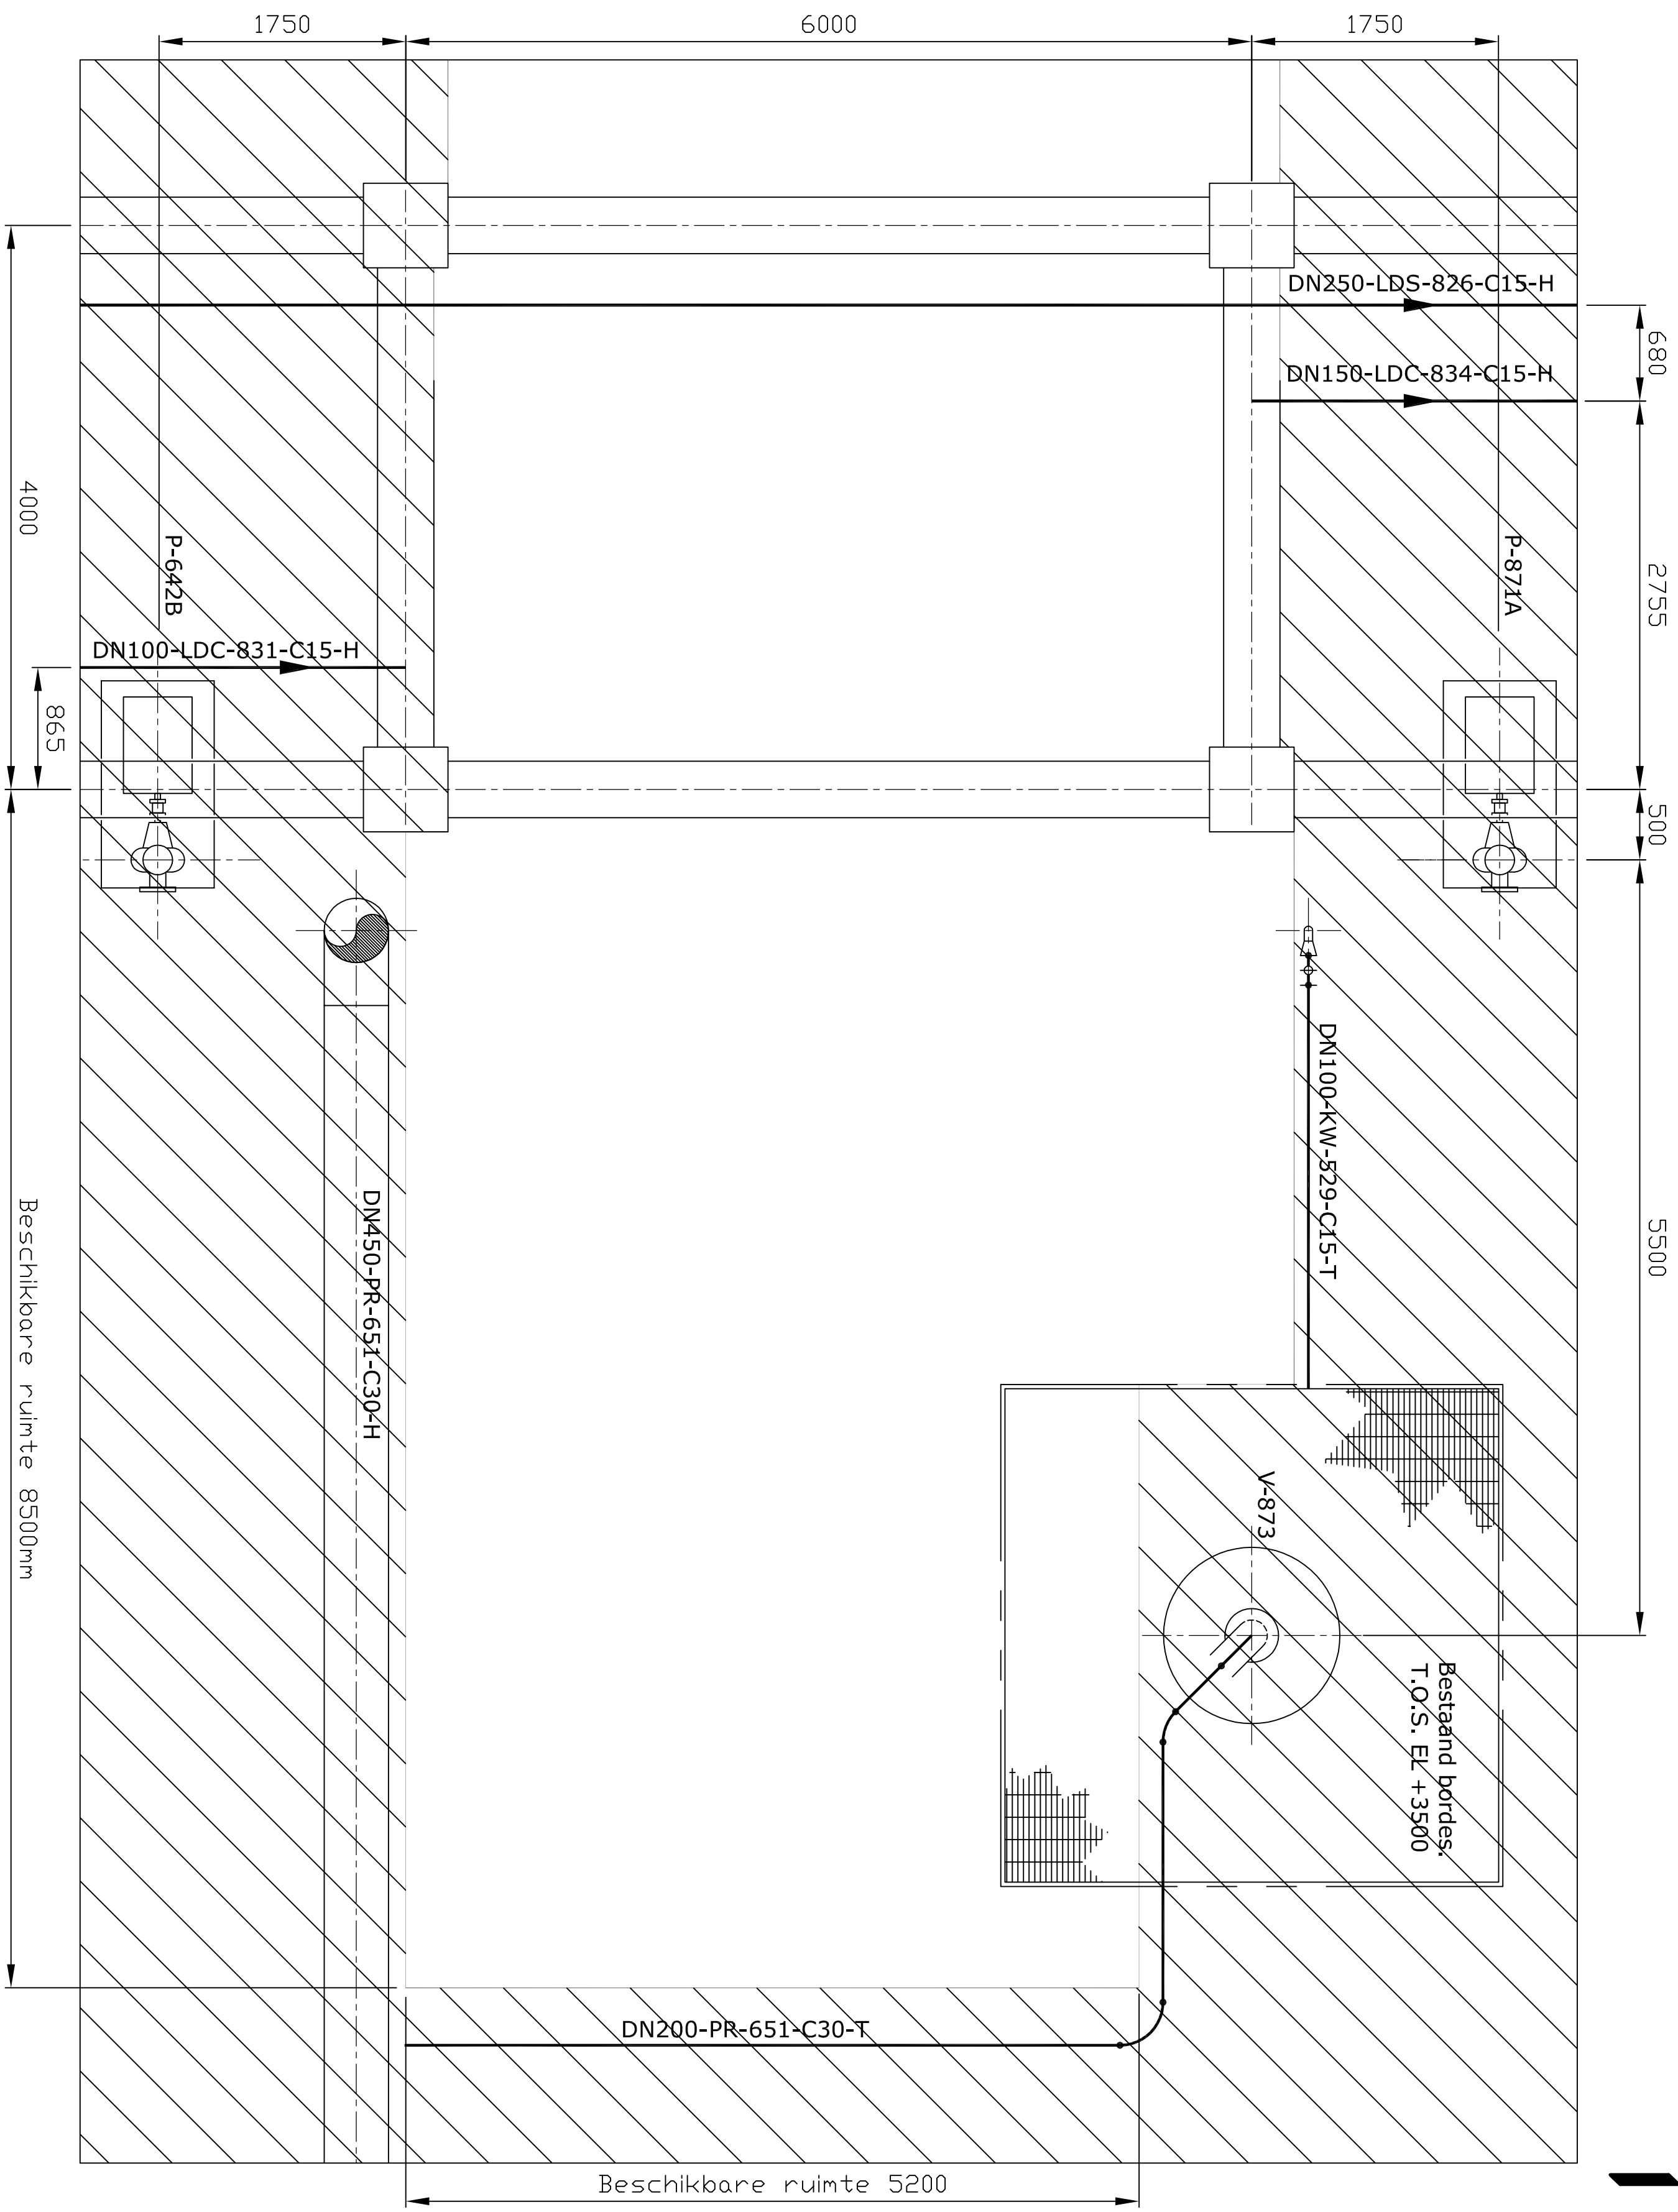 1750
6000
1750
DN250-LDS-826-C15-H
680
DN150-LDC-834-C15-H
4000
P-642B
P-871A
2755
DN100-LDC-831-C15-H
865
500
DN100-KW-529-C15-T
5500
DN450-PR-651-C30-H
Beschikbare ruimte 8500mm
V-873
Bestaand bordes.
T.O.S. EL +3500
DN200-PR-651-C30-T
Beschikbare ruimte 5200